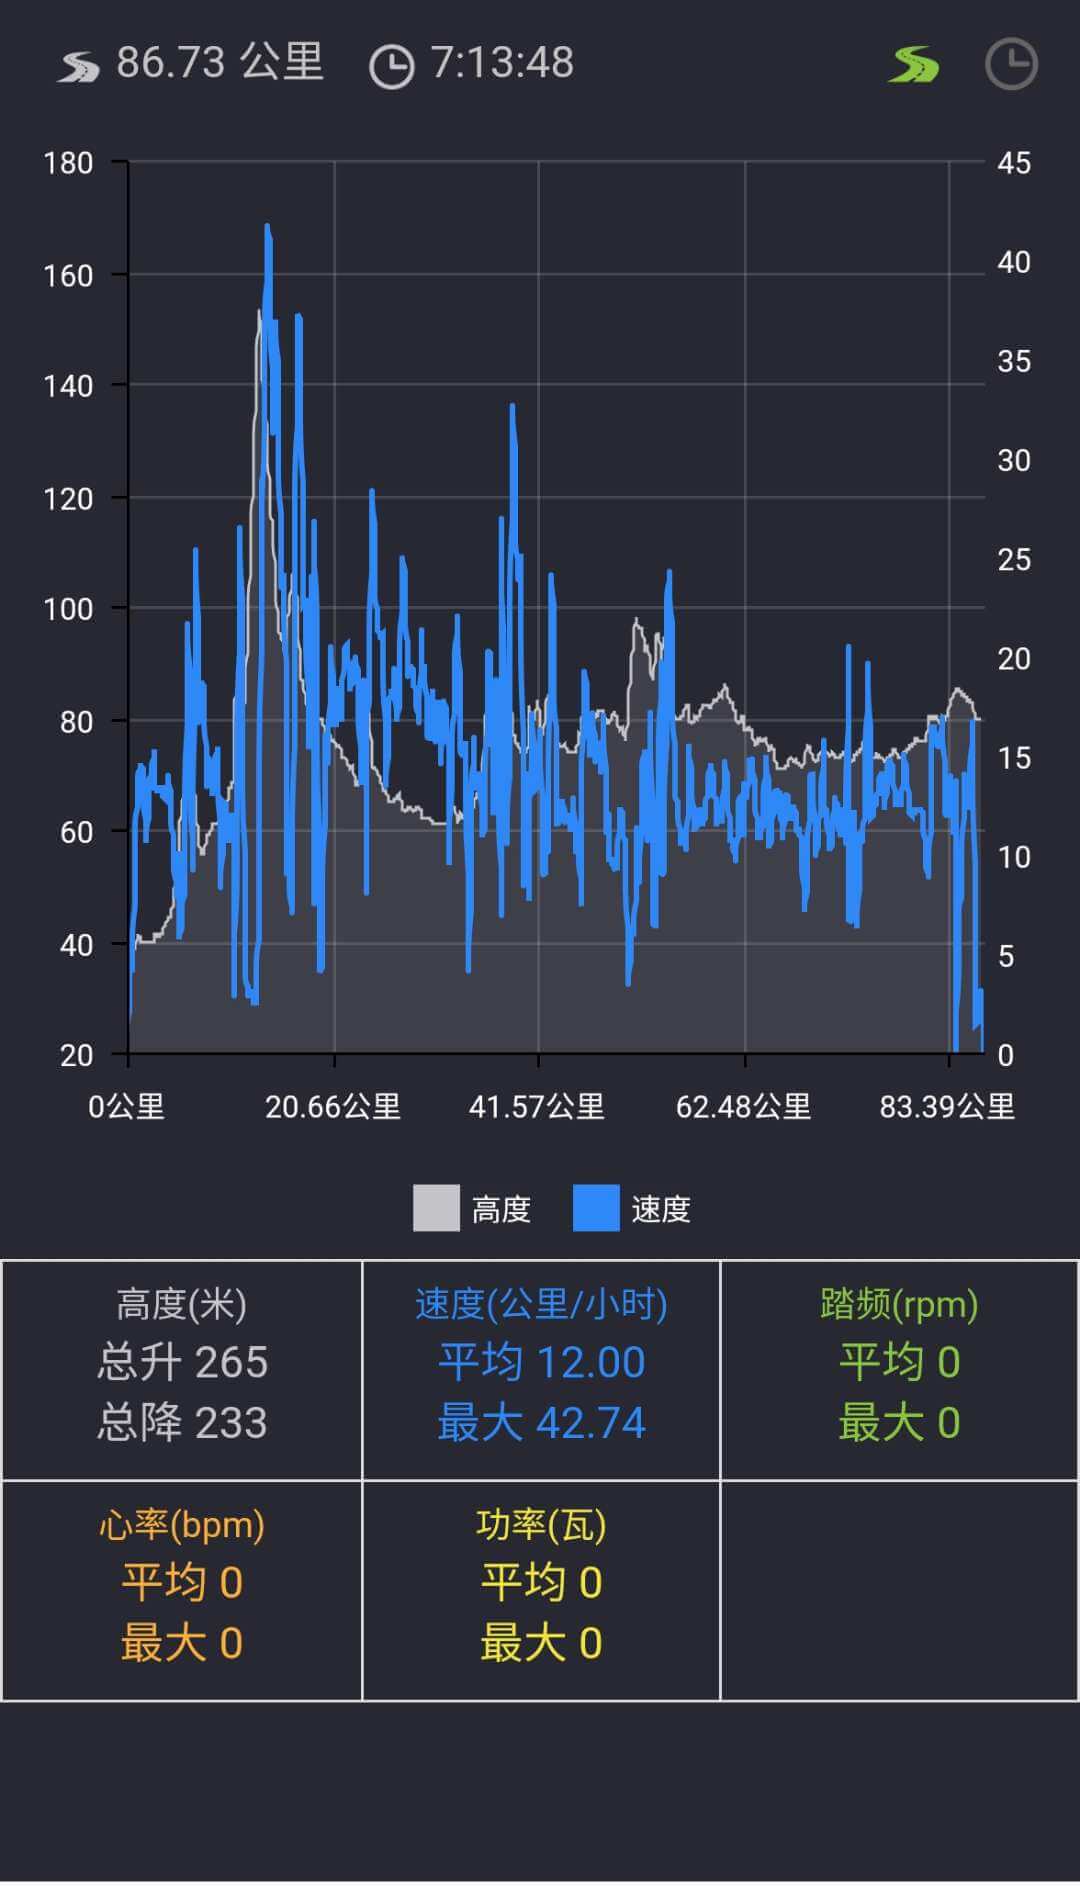 86.73 公里 7:13:48
180 45
160 40
140 35
120 30
100 25
80 20
60 15
40 10
20 5
0
0公里 20.66公里 41.57公里 62.48公里 83.39公里
高度 速度
高度(米) 速度(公里/小时) 踏频(rpm)
总升 265 平均 12.00 平均 0
总降 233 最大 42.74 最大 0
心率(bpm) 功率(瓦)
平均 0 平均 0
最大 0 最大 0